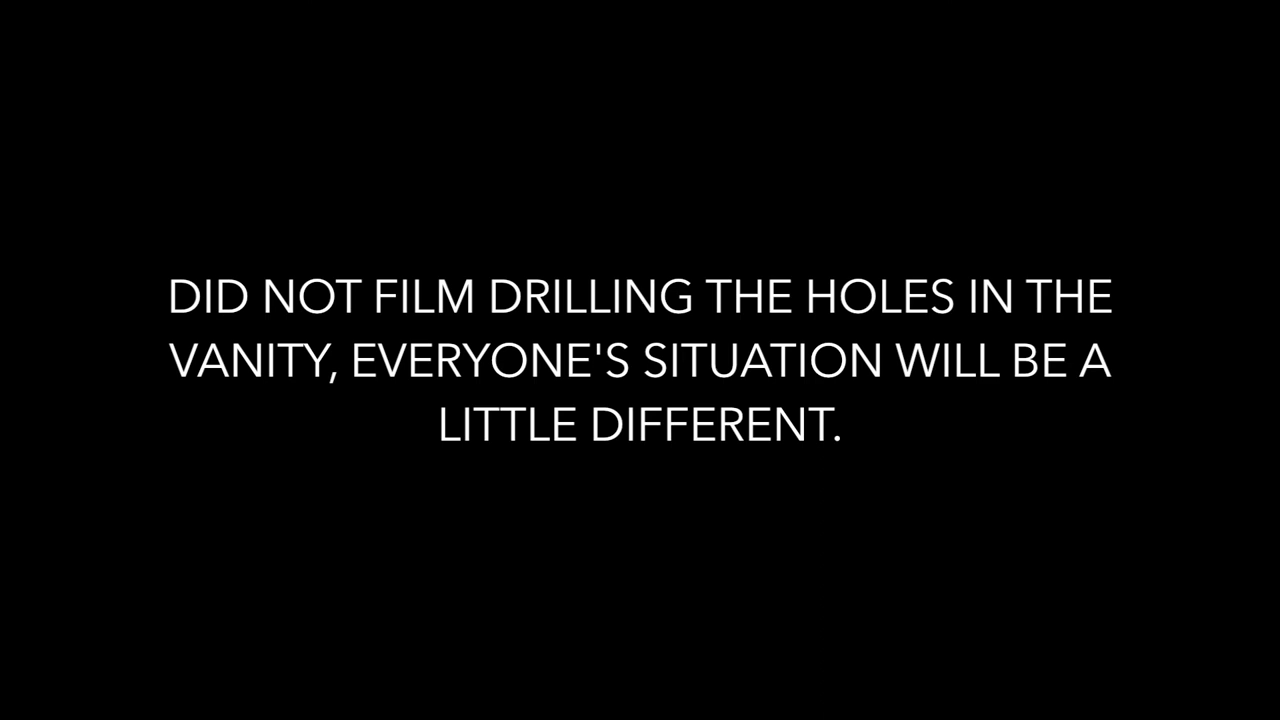 DID NOT FILM DRILLING THE HOLES IN THE
VANITY, EVERYONE'S SITUATION WILL BE A
LITTLE DIFFERENT.